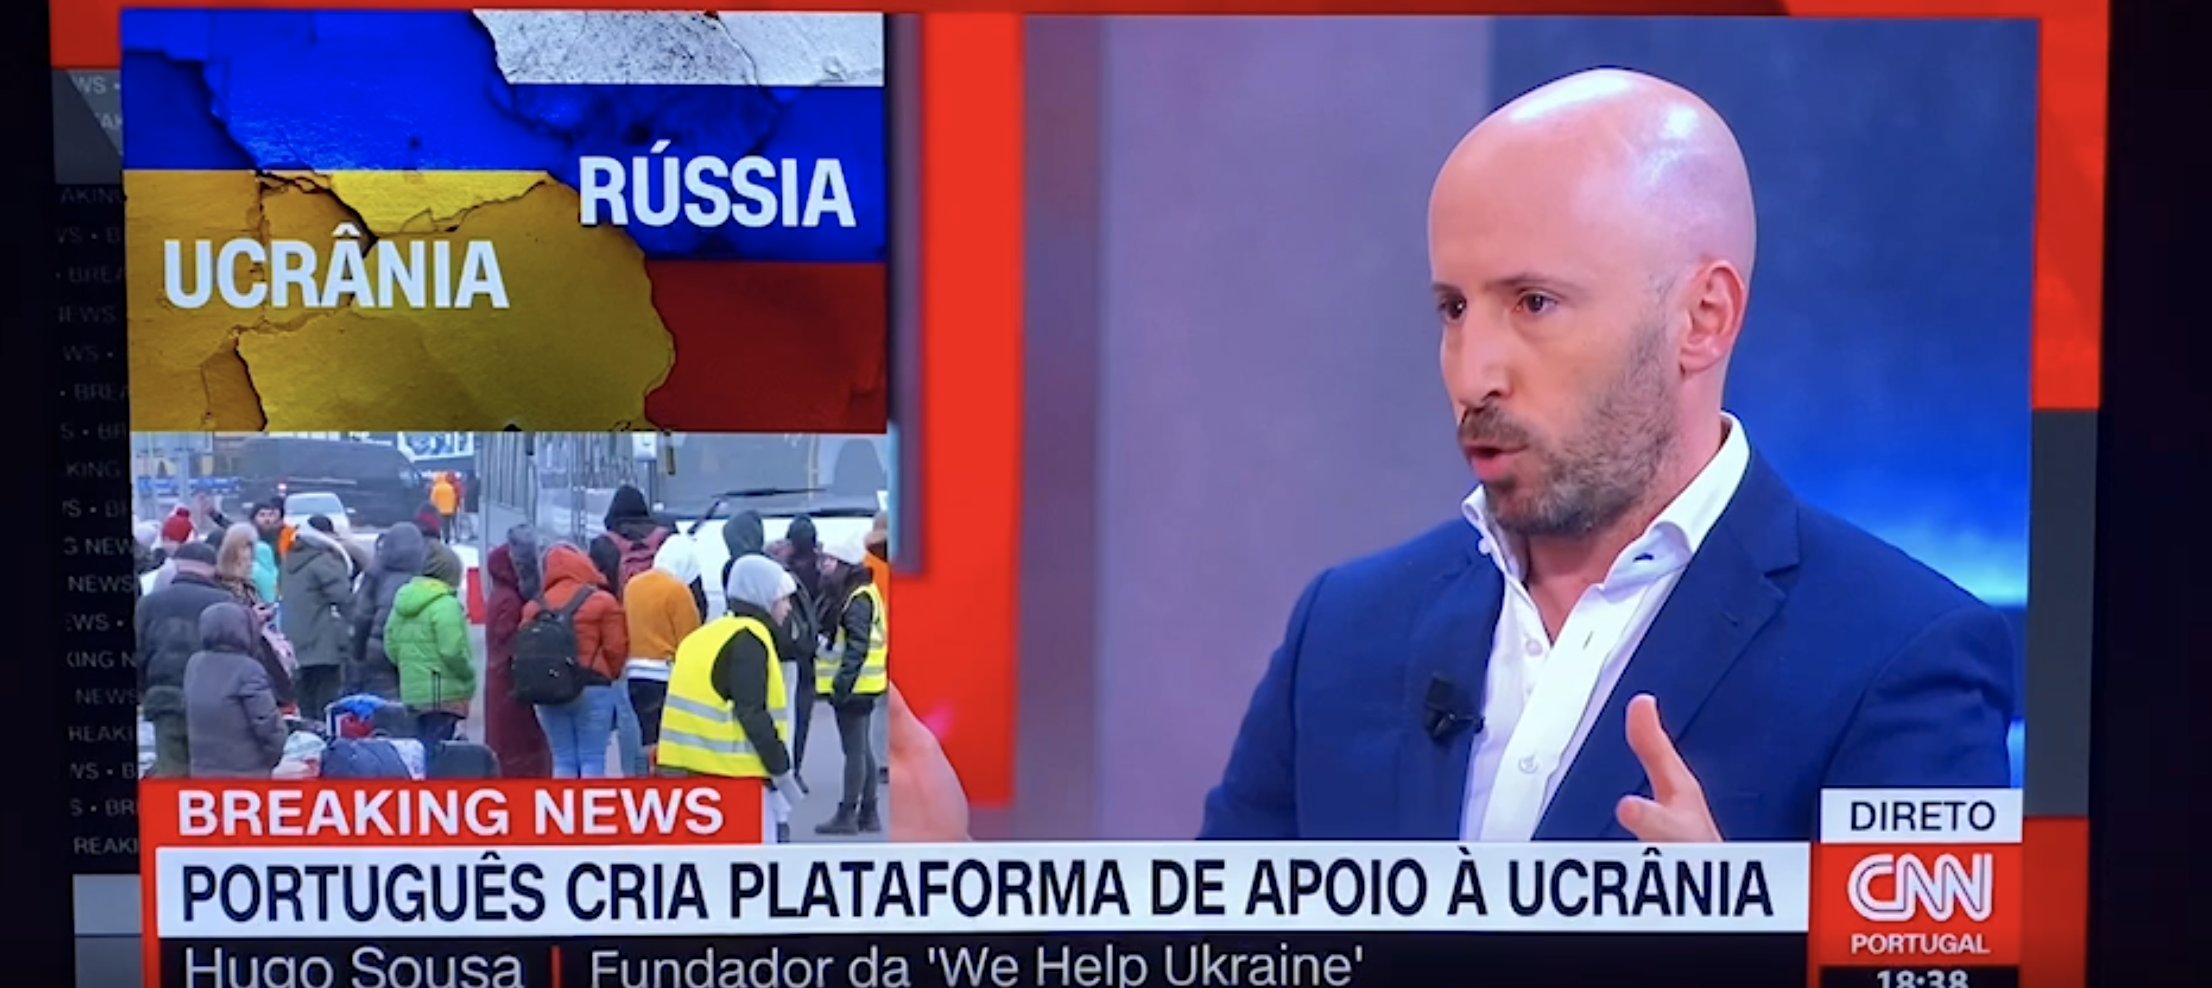 RÚSSIA
UCRÂNIA
BREAKING NEWS
DIRETO
PORTUGUÊS CRIA PLATAFORMA DE APOIO À UCRÂNIA
CNN
PORTUGAL
Hugo Sousa | Fundador da 'We Help Ukraine'
18:38